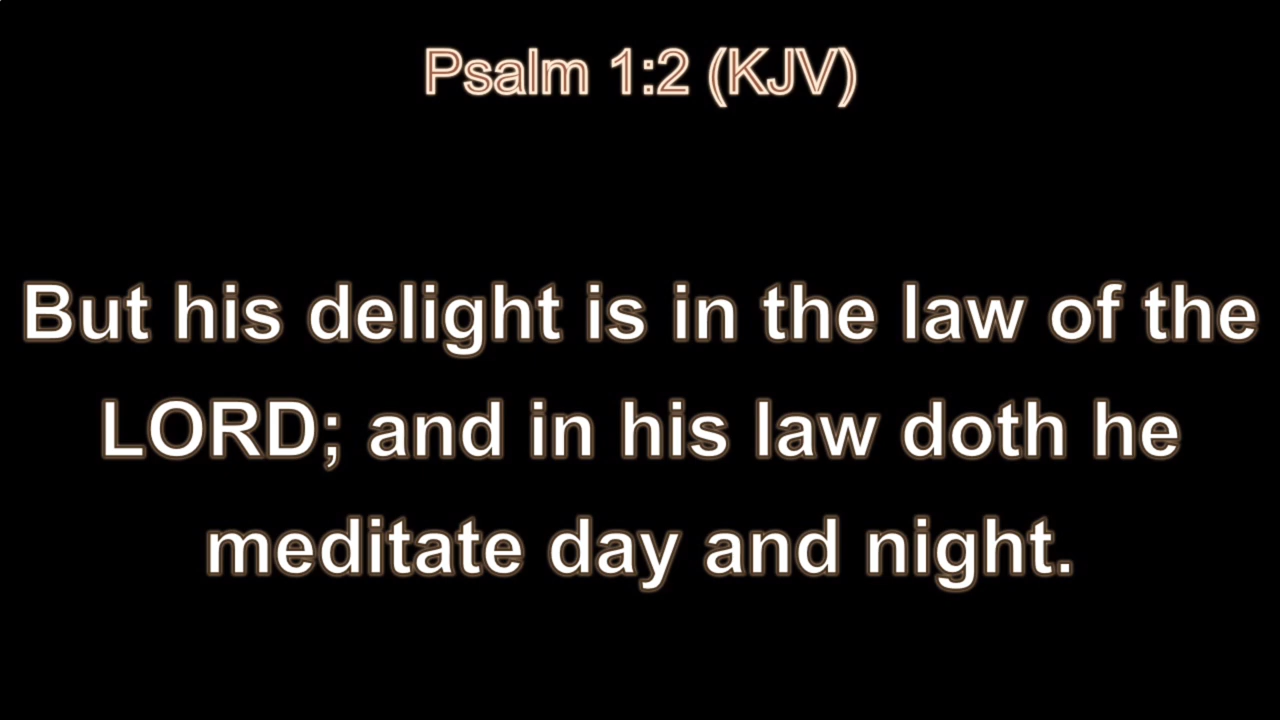 Psalm 1:2 (KJV)
But his delight is in the law of the
LORD; and in his law doth he
meditate day and night.